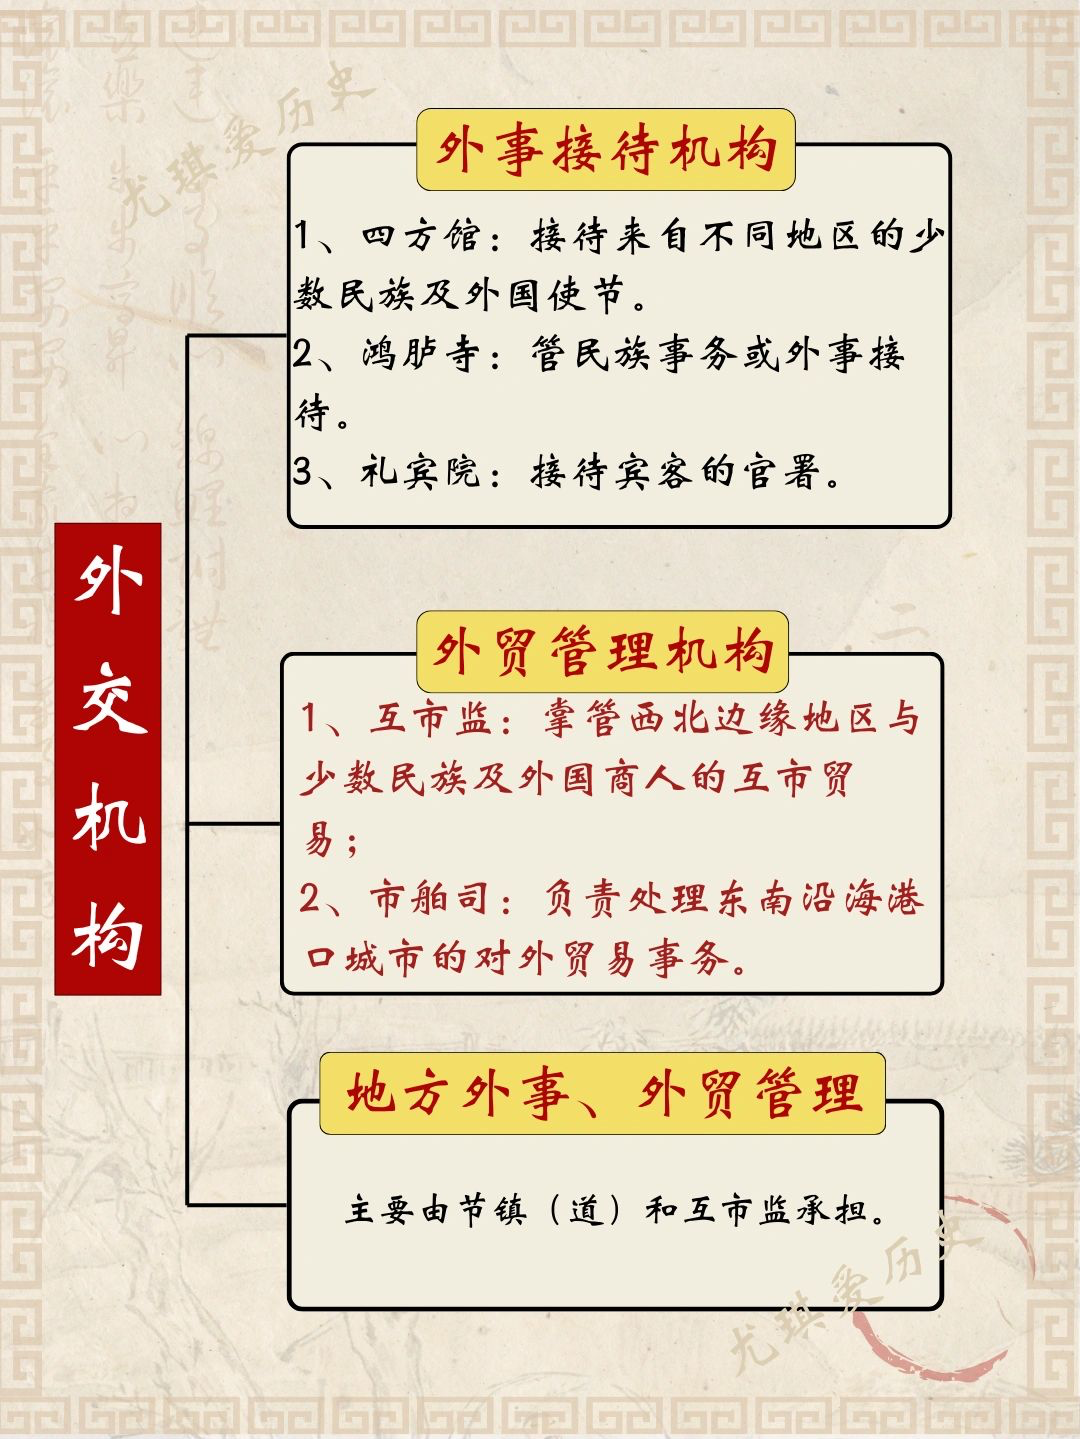 尤琪爱历史
外事接待机构
1、四方馆：接待来自不同地区的少
数民族及外国使节。
2、鸿胪寺：管民族事务或外事接
待。
3、礼宾院：接待宾客的官署。
外交机构
外贸管理机构
1、互市监：掌管西北边缘地区与
少数民族及外国商人的互市贸
易；
2、市舶司：负责处理东南沿海港
口城市的对外贸易事务。
地方外事、外贸管理
主要由节镇（道）和互市监承担。
尤琪爱历史